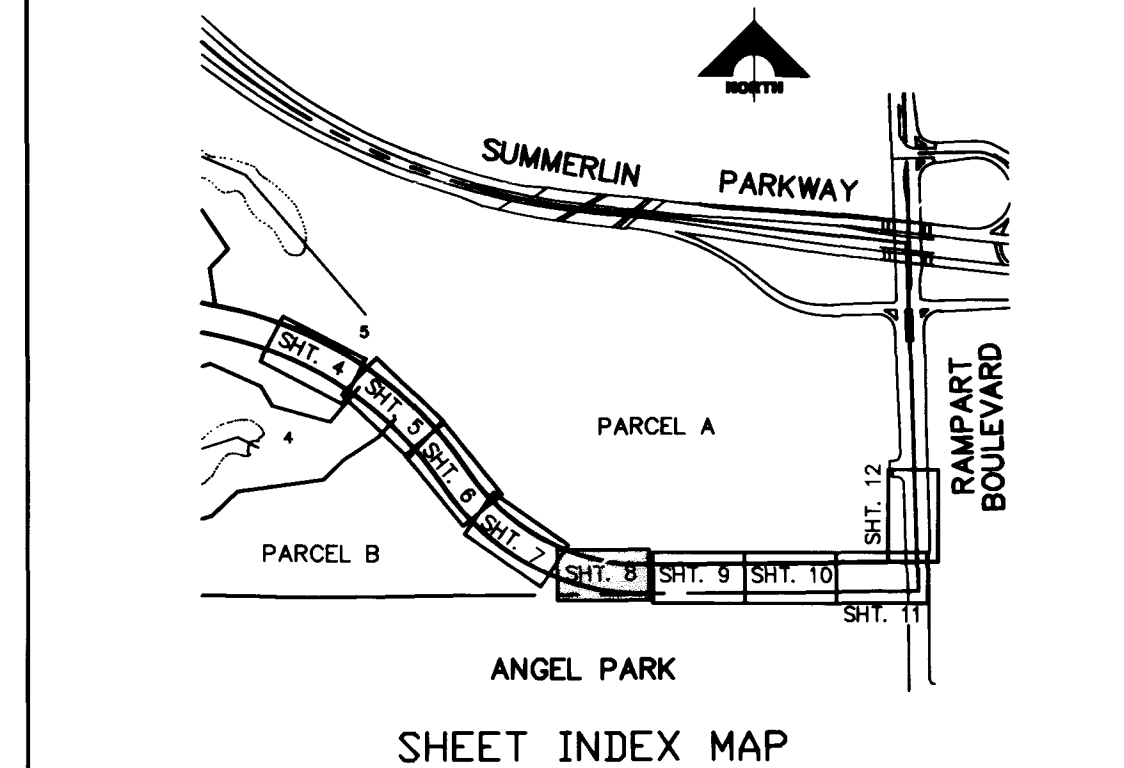 NORTH
SUMMERLIN PARKWAY
RAMPART
BOULEVARD
5
SHT. 4
SHT. 5
4
PARCEL A
SHT. 6
SHT. 12
SHT. 7
PARCEL B
SHT. 8
SHT. 9
SHT. 10
SHT. 11
ANGEL PARK
SHEET INDEX MAP